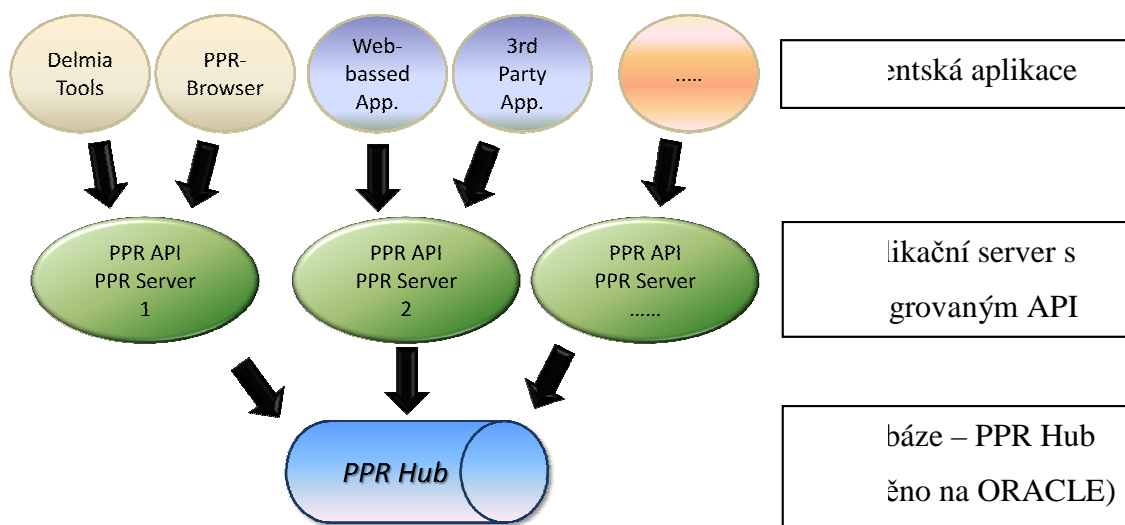 Delmia
Tools
PPR-
Browser
Web-
bassed
App.
3rd
Party
App.
.....
entská aplikace
PPR API
PPR Server
1
PPR API
PPR Server
2
PPR API
PPR Server
......
likační server s
grovaným API
PPR Hub
báze – PPR Hub
ěno na ORACLE)